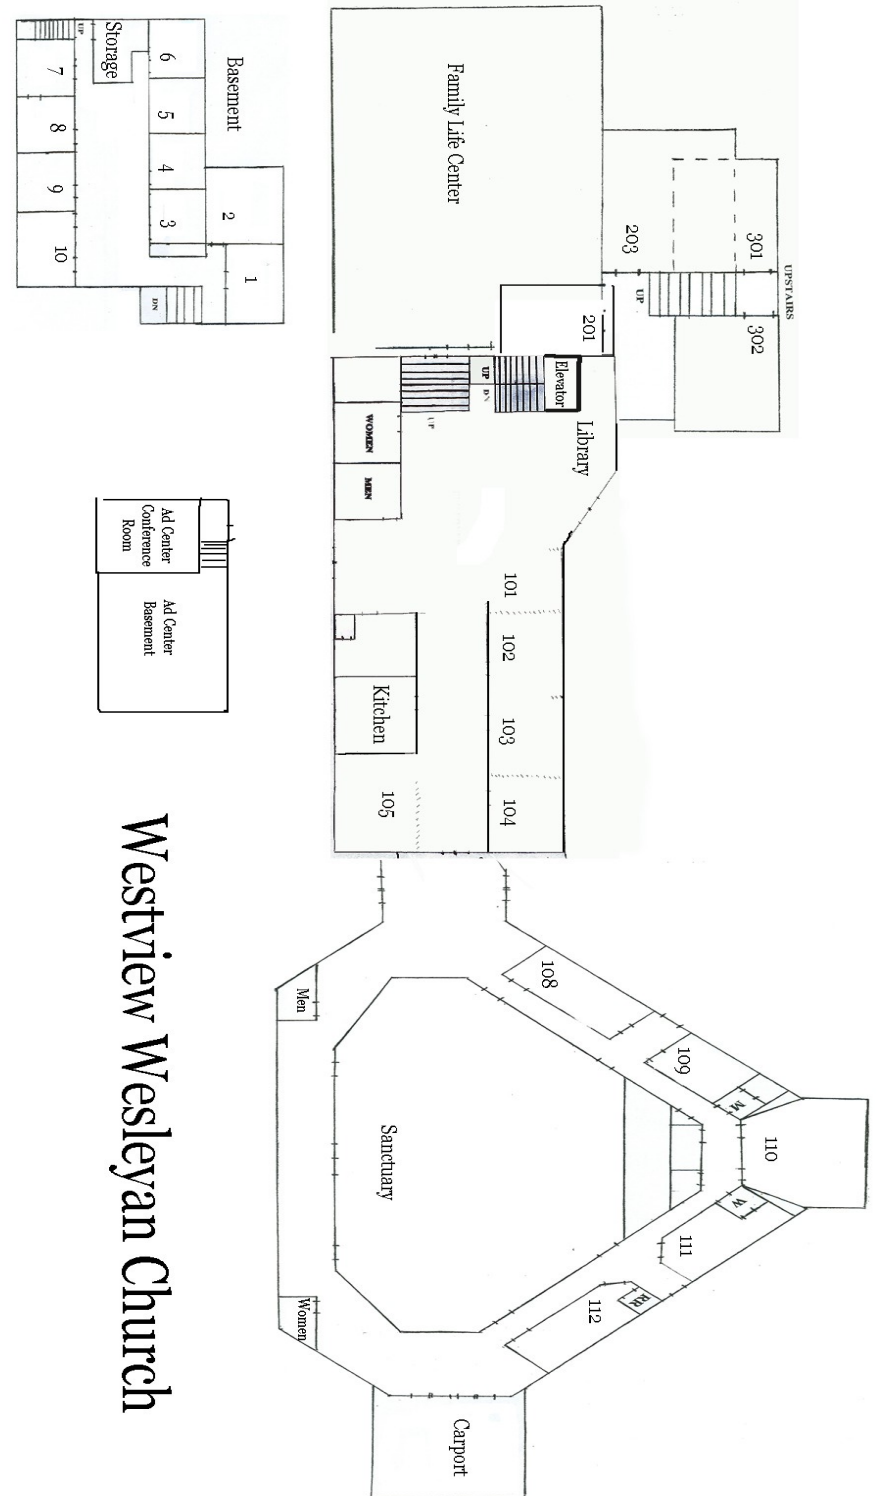 UPSTAIRS
301
302
203
UP
201
Elevator
Library
UP
DN
UP
Family Life Center
WOMEN
MEN
101
102
103
104
Kitchen
105
110
M
W
109
111
RR
108
112
Sanctuary
Men
Women
Carport
Basement
1
2
3
4
5
6
DN
Storage
UP
7
8
9
10
Ad Center
Conference
Room
Ad Center
Basement
Westview Wesleyan Church